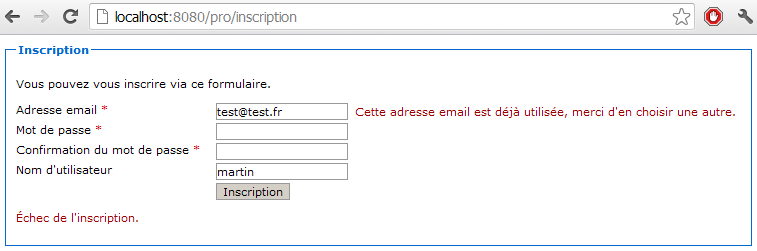 localhost:8080/pro/inscription
Inscription
Vous pouvez vous inscrire via ce formulaire.
Adresse email * test@test.fr Cette adresse email est déjà utilisée, merci d'en choisir une autre.
Mot de passe *
Confirmation du mot de passe *
Nom d'utilisateur martin
Inscription
Échec de l'inscription.